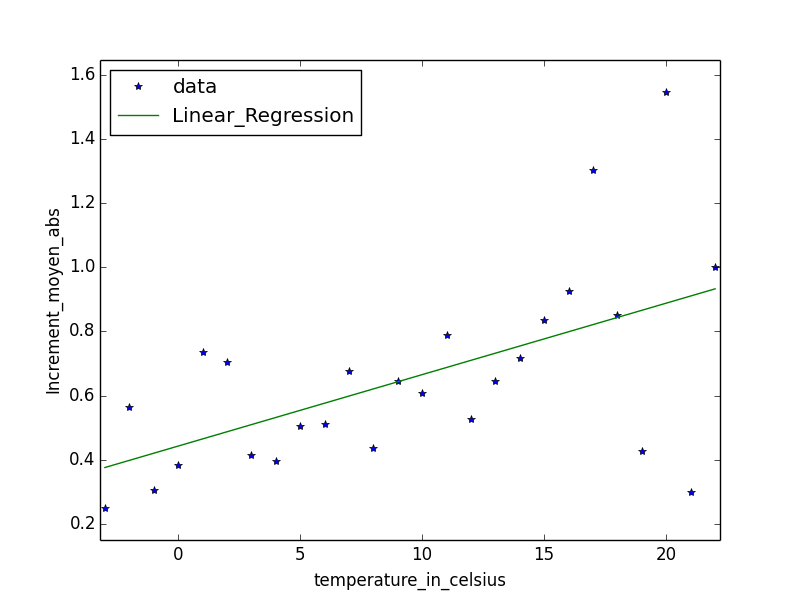 data
Linear_Regression
1.6
1.4
1.2
1.0
0.8
0.6
0.4
0.2
Increment_moyen_abs
0 5 10 15 20
temperature_in_celsius